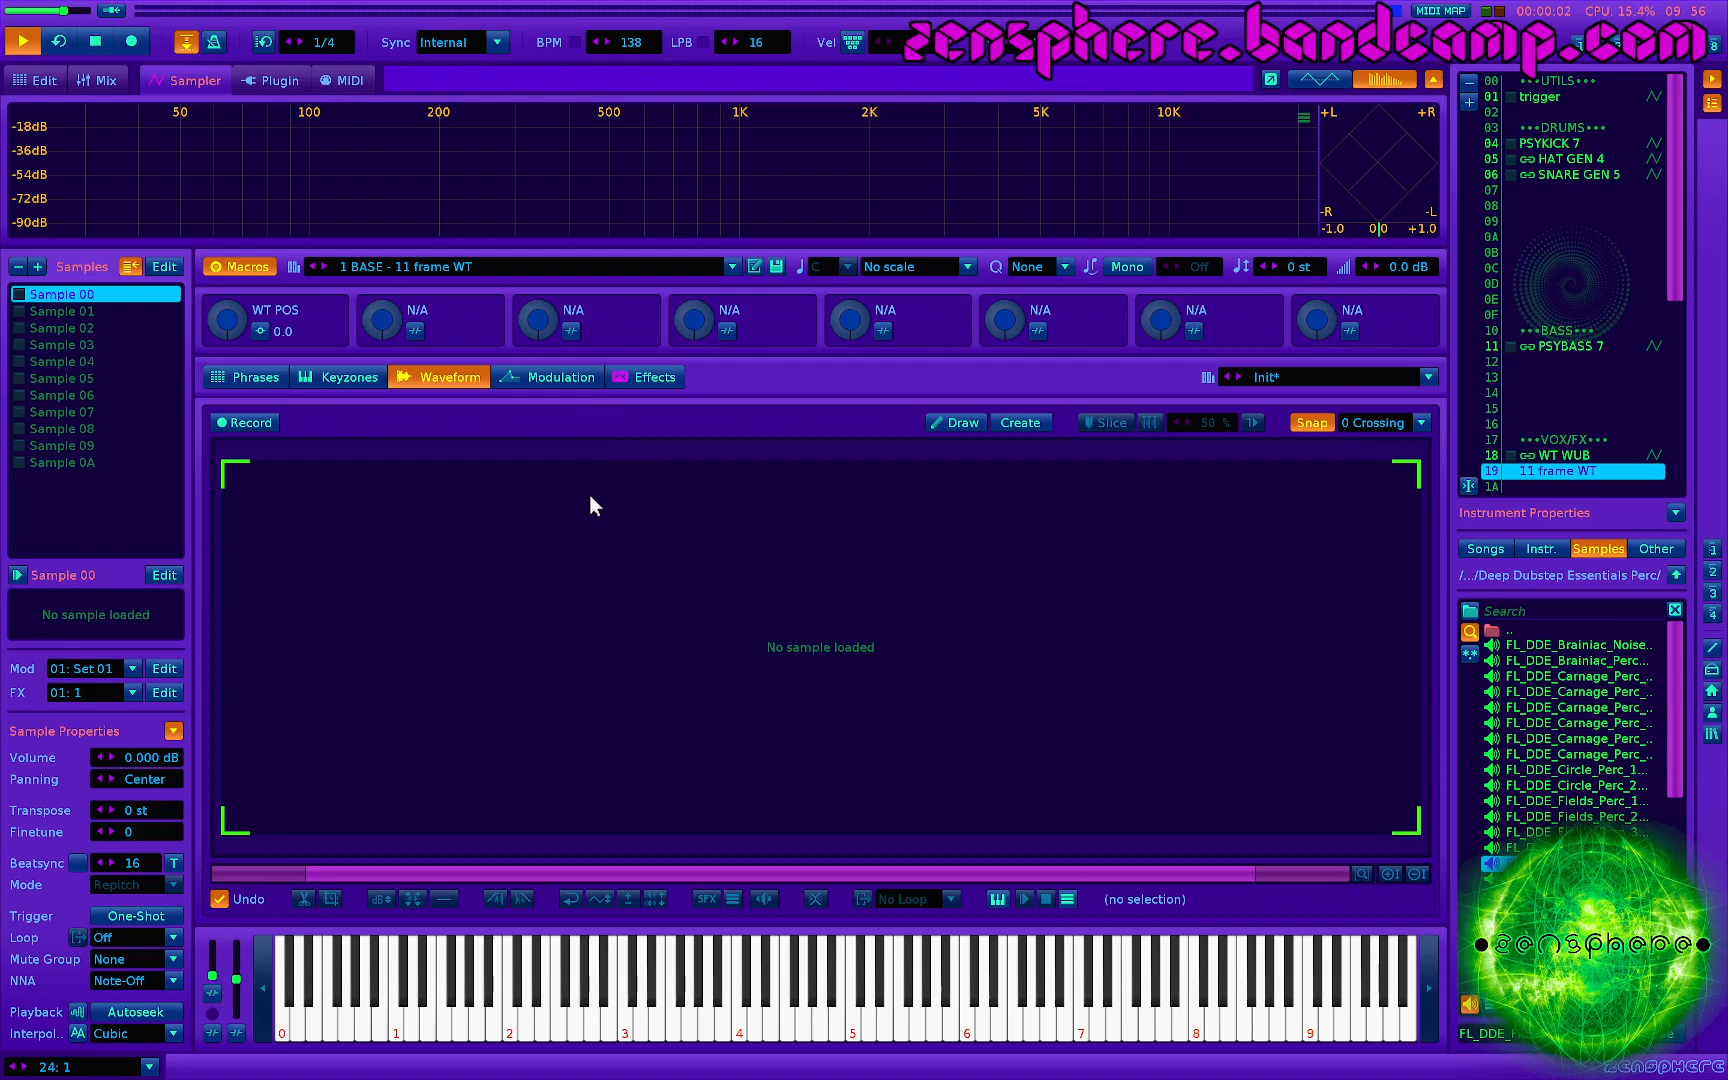 MIDI MAP
00:00:02
CPU: 15.4%
09 56
zensphere.bandcamp.com
1/4
Sync
Internal
BPM
138
LPB
16
Vel
Edit
Mix
Sampler
Plugin
MIDI
50
100
200
500
1K
2K
5K
10K
-18dB
-36dB
-54dB
-72dB
-90dB
+L
+R
-R
-L
-1.0
0.0
+1.0
Samples
Edit
Sample 00
Sample 01
Sample 02
Sample 03
Sample 04
Sample 05
Sample 06
Sample 07
Sample 08
Sample 09
Sample 0A
Sample 00
Edit
No sample loaded
Mod
01: Set 01
Edit
FX
01: 1
Edit
Sample Properties
Volume
0.000 dB
Panning
Center
Transpose
0 st
Finetune
0
Beatsync
16
T
Mode
Repitch
Trigger
One-Shot
Loop
Off
Mute Group
None
NNA
Note-Off
Playback
Autoseek
Interpol..
AA
Cubic
24: 1
Macros
1 BASE - 11 frame WT
C
No scale
None
Mono
Off
0 st
0.0 dB
WT POS
0.0
N/A
N/A
N/A
N/A
N/A
N/A
N/A
Phrases
Keyzones
Waveform
Modulation
Effects
Init*
Record
Draw
Create
Slice
50 %
Snap
0 Crossing
No sample loaded
Undo
dB
SFX
No Loop
(no selection)
0
1
2
3
4
5
6
7
8
9
00 •••UTILS•••
01 trigger
02
03 •••DRUMS•••
04 PSYKICK 7
05 HAT GEN 4
06 SNARE GEN 5
07
08
09
0A
0B
0C
0D
0E
0F
10 •••BASS•••
11 PSYBASS 7
12
13
14
15
16
17 •••VOX/FX•••
18 WT WUB
19 11 frame WT
1A
Instrument Properties
Songs
Instr.
Samples
Other
/.../Deep Dubstep Essentials Perc/
Search
..
FL_DDE_Brainiac_Noise..
FL_DDE_Brainiac_Perc...
FL_DDE_Carnage_Perc_..
FL_DDE_Carnage_Perc_..
FL_DDE_Carnage_Perc_..
FL_DDE_Carnage_Perc_..
FL_DDE_Carnage_Perc_..
FL_DDE_Carnage_Perc_..
FL_DDE_Circle_Perc_1...
FL_DDE_Circle_Perc_2...
FL_DDE_Fields_Perc_1...
FL_DDE_Fields_Perc_2...
zensphere
1
2
3
4
zensphere